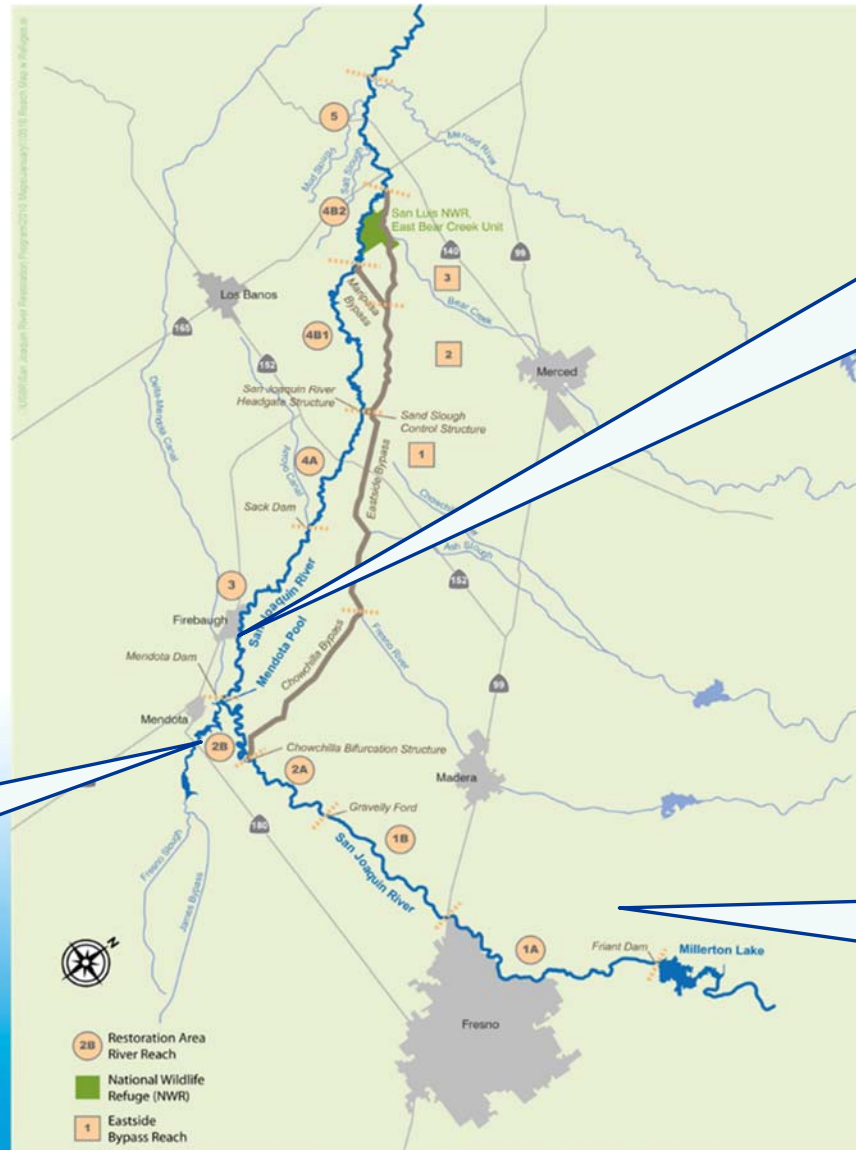 5
Mud Slough
Salt Slough
Merced River
4B2
San Luis NWR,
East Bear Creek Unit
140
99
3
Bear Creek
Los Banos
Mariposa
Bypass
165
4B1
2
Merced
152
San Joaquin River
Headgate Structure
Sand Slough
Control Structure
Delta-Mendota Canal
4A
Arroyo Canal
1
Eastside Bypass
Sack Dam
Ash Slough
152
3
Firebaugh
San Joaquin River
Mendota Pool
Chowchilla Bypass
Fresno River
Mendota Dam
99
Mendota
2B
Chowchilla Bifurcation Structure
2A
Madera
Gravelly Ford
180
1B
San Joaquin River
Fresno Slough
James Bypass
N
1A
Friant Dam
Millerton Lake
Fresno
2B
Restoration Area
River Reach
National Wildlife
Refuge (NWR)
1
Eastside
Bypass Reach